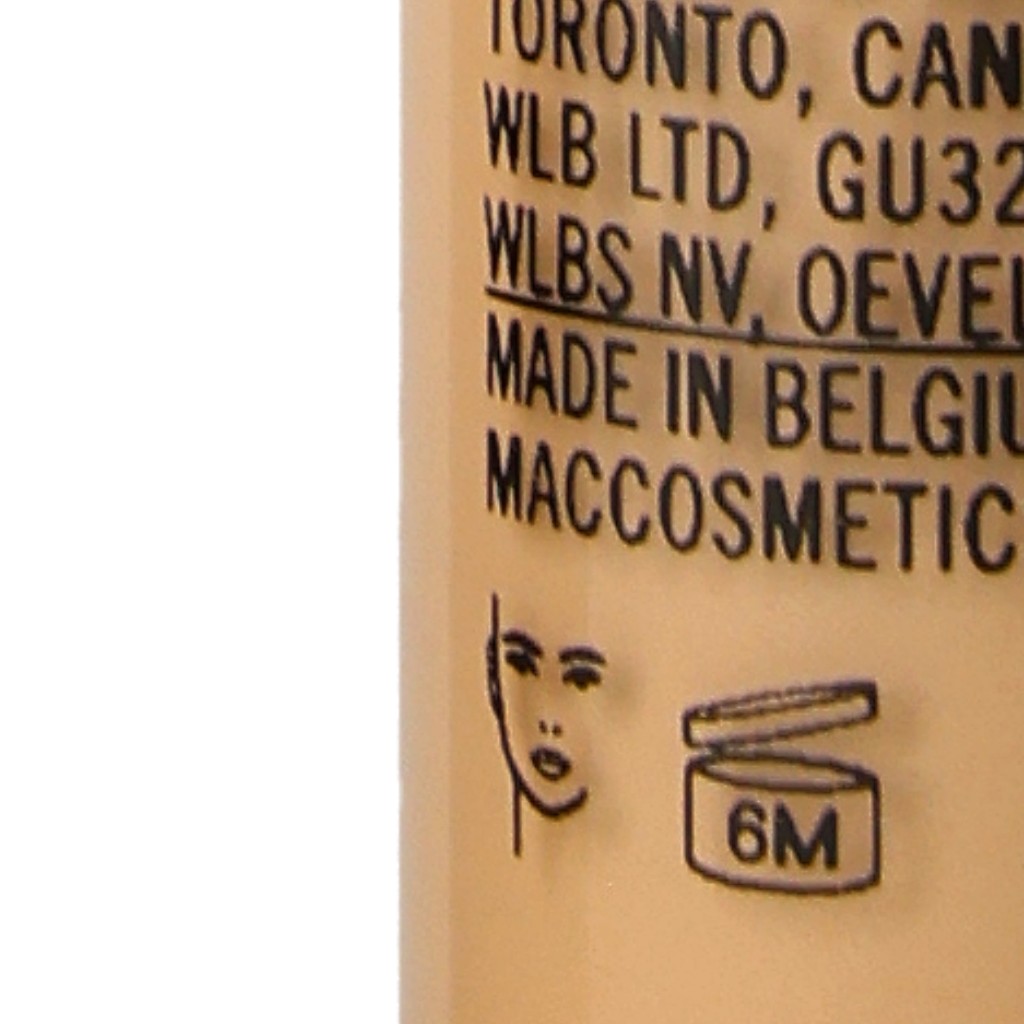 TORONTO, CAN
WLB LTD, GU32
WLBS NV, OEVEL
MADE IN BELGIU
MACCOSMETIC
6M